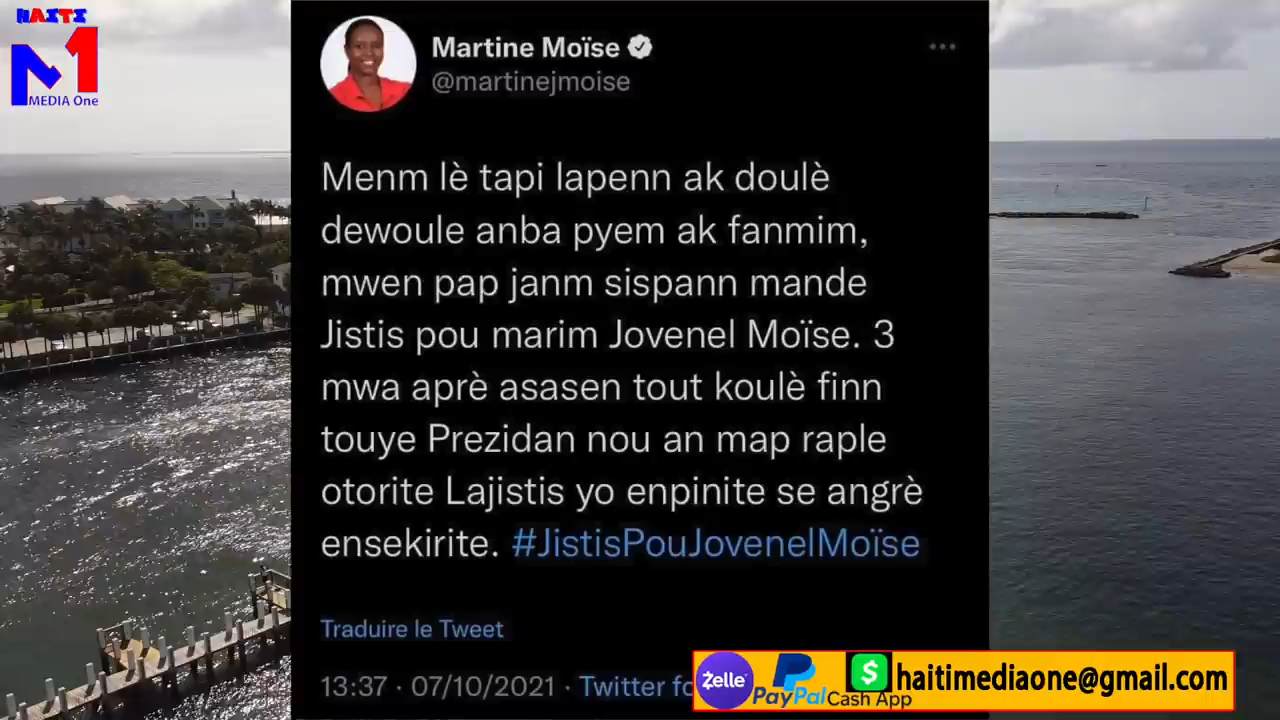 HAITI
M1
MEDIA One
Martine Moïse
@martinejmoise
Menm lè tapi lapenn ak doulè
dewoule anba pyem ak fanmim,
mwen pap janm sispann mande
Jistis pou marim Jovenel Moïse. 3
mwa aprè asasen tout koulè finn
touye Prezidan nou an map raple
otorite Lajistis yo enpinite se angrè
ensekirite. #JistisPouJovenelMoïse
Traduire le Tweet
13:37 · 07/10/2021 · Twitter fo
Zelle
PayPal
$
Cash App
haitimediaone@gmail.com